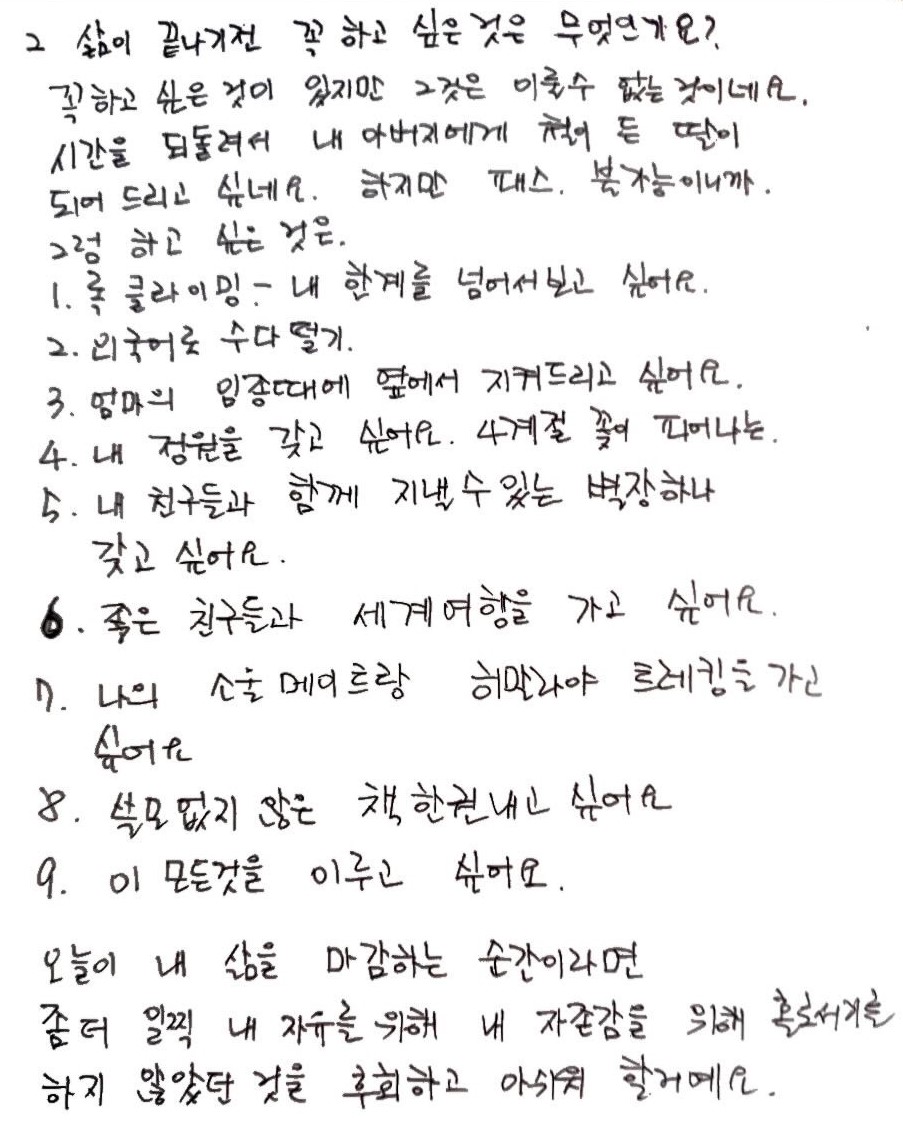 2 삶이 끝나기전 꼭 하고 싶은 것은 무엇인가요?
꼭 하고 싶은 것이 있지만 그것은 이룰수 없는 것이네요.
시간을 되돌려서 내 아버지에게 철이 든 딸이
되어 드리고 싶네요. 하지만 패스. 불가능이니까.
그럼 하고 싶은 것은.
1. 록 클라이밍 - 내 한계를 넘어서보고 싶어요.
2. 외국어로 수다 떨기.
3. 엄마의 임종때에 옆에서 지켜드리고 싶어요.
4. 내 정원을 갖고 싶어요. 4계절 꽃이 피어나는.
5. 내 친구들과 함께 지낼 수 있는 별장하나
갖고 싶어요.
6. 좋은 친구들과 세계여행을 가고 싶어요.
7. 나의 소울메이트랑 히말라야 트레킹을 가고
싶어요
8. 쓸모 없지 않은 책 한권 내고 싶어요
9. 이 모든것을 이루고 싶어요.
오늘이 내 삶을 마감하는 순간이라면
좀 더 일찍 내 자유를 위해 내 자존감을 위해 홀로서기를
하지 않았던 것을 후회하고 아쉬워 할거예요.